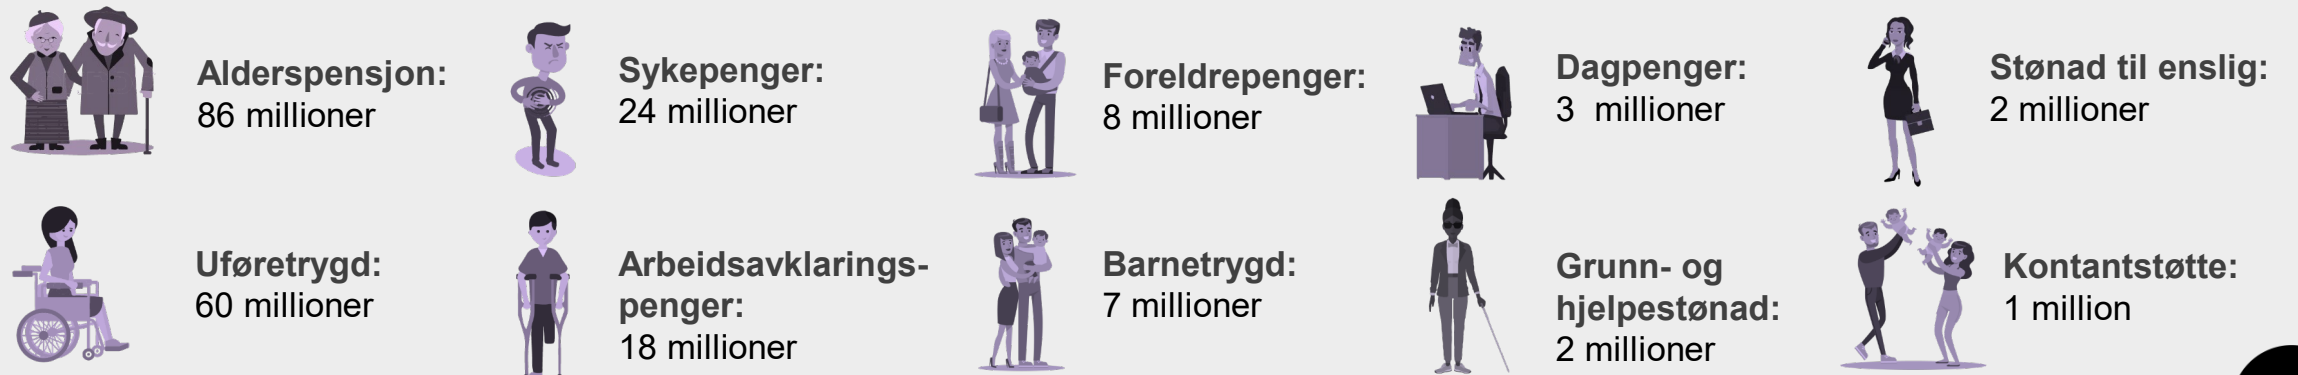 Alderspensjon:
86 millioner
Sykepenger:
24 millioner
Foreldrepenger:
8 millioner
Dagpenger:
3  millioner
Stønad til enslig:
2 millioner
Uføretrygd:
60 millioner
Arbeidsavklarings-
penger:
18 millioner
Barnetrygd:
7 millioner
Grunn- og
hjelpestønad:
2 millioner
Kontantstøtte:
1 million